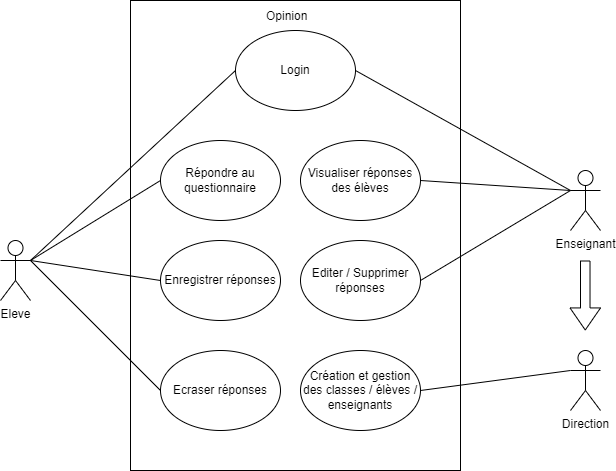 Opinion
Login
Répondre au
questionnaire
Visualiser réponses
des élèves
Enseignant
Enregistrer réponses
Editer / Supprimer
réponses
Eleve
Ecraser réponses
Création et gestion
des classes / élèves /
enseignants
Direction